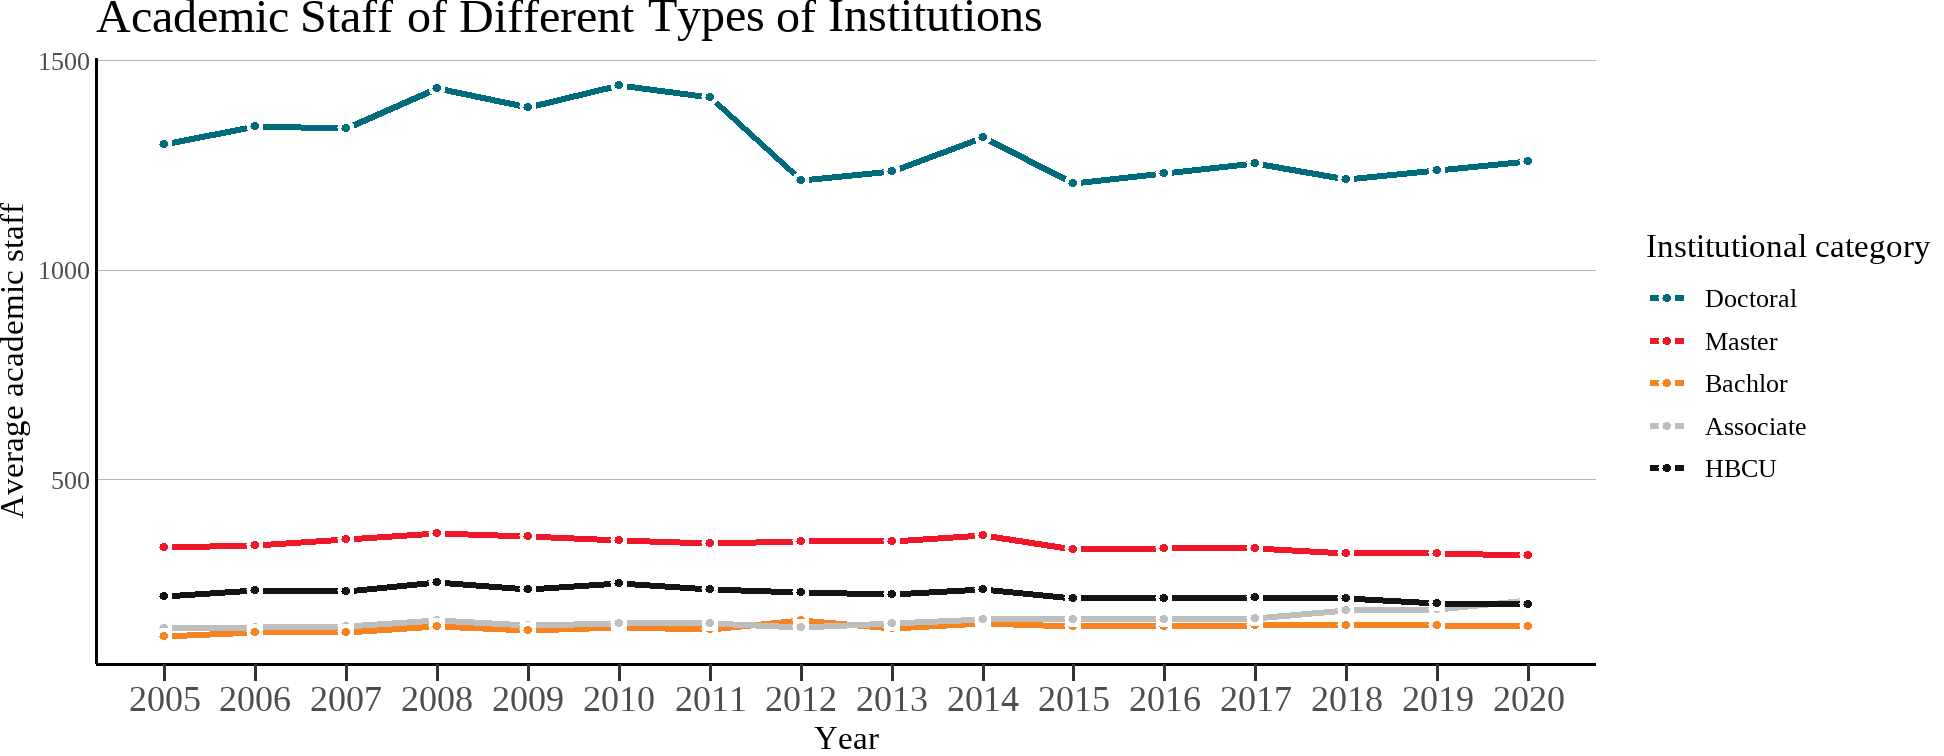 Academic Staff of Different Types of Institutions
1500
1000
500
Average academic staff
2005 2006 2007 2008 2009 2010 2011 2012 2013 2014 2015 2016 2017 2018 2019 2020
Year
Institutional category
Doctoral
Master
Bachlor
Associate
HBCU